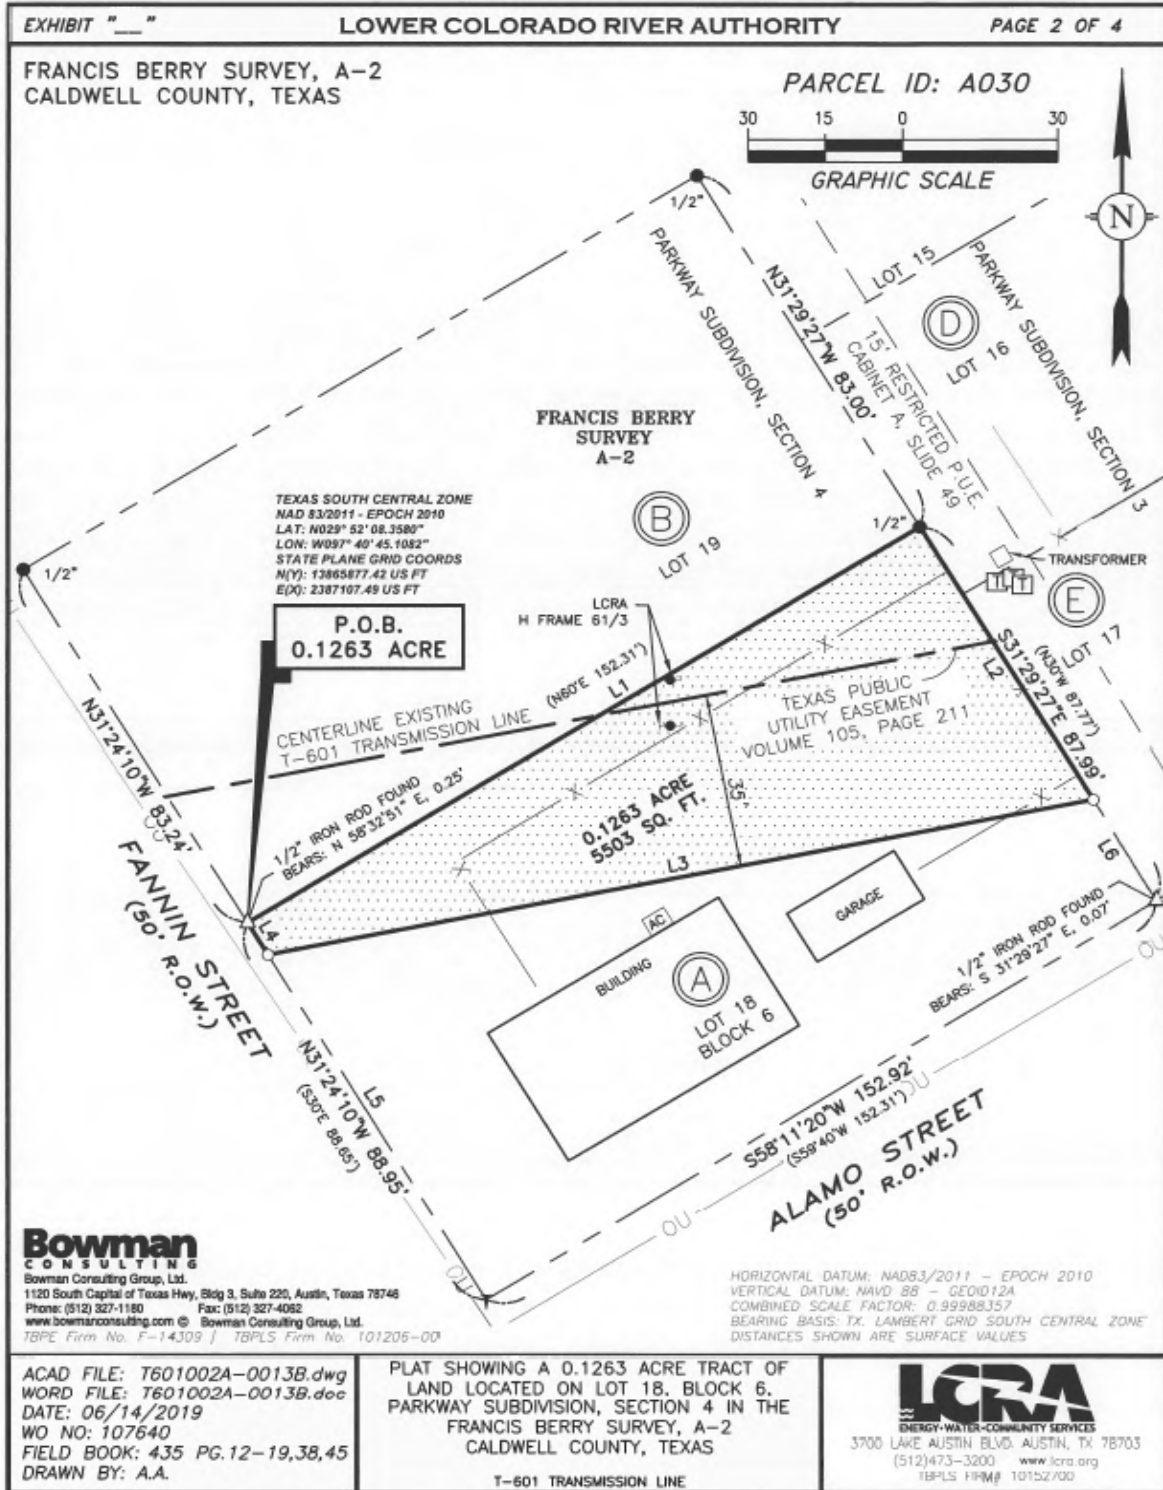 EXHIBIT "__"
LOWER COLORADO RIVER AUTHORITY
PAGE 2 OF 4
FRANCIS BERRY SURVEY, A-2
CALDWELL COUNTY, TEXAS
PARCEL ID: A030
30 15 0 30
GRAPHIC SCALE
N
1/2"
PARKWAY SUBDIVISION, SECTION 4
N31°29'27"W 83.00'
15' RESTRICTED P.U.E.
CABINET A, SLIDE 49
LOT 15
D
LOT 16
PARKWAY SUBDIVISION, SECTION 3
FRANCIS BERRY
SURVEY
A-2
B
LOT 19
1/2"
TRANSFORMER
T T
E
LOT 17
TEXAS SOUTH CENTRAL ZONE
NAD 83/2011 - EPOCH 2010
LAT: N029° 52' 08.3580"
LON: W097° 40' 45.1082"
STATE PLANE GRID COORDS
N(Y): 13865877.42 US FT
E(X): 2387107.49 US FT
1/2"
P.O.B.
0.1263 ACRE
LCRA
H FRAME 61/3
L1
(N60°E 152.31')
CENTERLINE EXISTING
T-601 TRANSMISSION LINE
TEXAS PUBLIC
UTILITY EASEMENT
VOLUME 105, PAGE 211
L2
S31°29'27"E 87.99'
(N30°W 87.77')
N31°24'10"W 83.24'
OU
1/2" IRON ROD FOUND
BEARS: N 58°32'51" E, 0.25'
0.1263 ACRE
5503 SQ. FT.
35'
L3
L6
FANNIN STREET
(50' R.O.W.)
L4
AC
GARAGE
BUILDING
A
LOT 18
BLOCK 6
1/2" IRON ROD FOUND
BEARS: S 31°29'27" E, 0.07'
OU
N31°24'10"W 88.95'
(S30°E 88.65')
L5
S58°11'20"W 152.92'
(S59°40'W 152.31')
OU
ALAMO STREET
(50' R.O.W.)
OU
OU
Bowman
CONSULTING
Bowman Consulting Group, Ltd.
1120 South Capital of Texas Hwy, Bldg 3, Suite 220, Austin, Texas 78746
Phone: (512) 327-1180 Fax: (512) 327-4062
www.bowmanconsulting.com © Bowman Consulting Group, Ltd.
TBPE Firm No. F-14309 | TBPLS Firm No. 101206-00
HORIZONTAL DATUM: NAD83/2011 - EPOCH 2010
VERTICAL DATUM: NAVD 88 - GEOID12A
COMBINED SCALE FACTOR: 0.99988357
BEARING BASIS: TX. LAMBERT GRID SOUTH CENTRAL ZONE
DISTANCES SHOWN ARE SURFACE VALUES
ACAD FILE: T601002A-0013B.dwg
WORD FILE: T601002A-0013B.doc
DATE: 06/14/2019
WO NO: 107640
FIELD BOOK: 435 PG.12-19,38,45
DRAWN BY: A.A.
PLAT SHOWING A 0.1263 ACRE TRACT OF
LAND LOCATED ON LOT 18, BLOCK 6,
PARKWAY SUBDIVISION, SECTION 4 IN THE
FRANCIS BERRY SURVEY, A-2
CALDWELL COUNTY, TEXAS
T-601 TRANSMISSION LINE
LCRA
ENERGY•WATER•COMMUNITY SERVICES
3700 LAKE AUSTIN BLVD. AUSTIN, TX 78703
(512)473-3200 www.lcra.org
TBPLS FIRM# 10152700